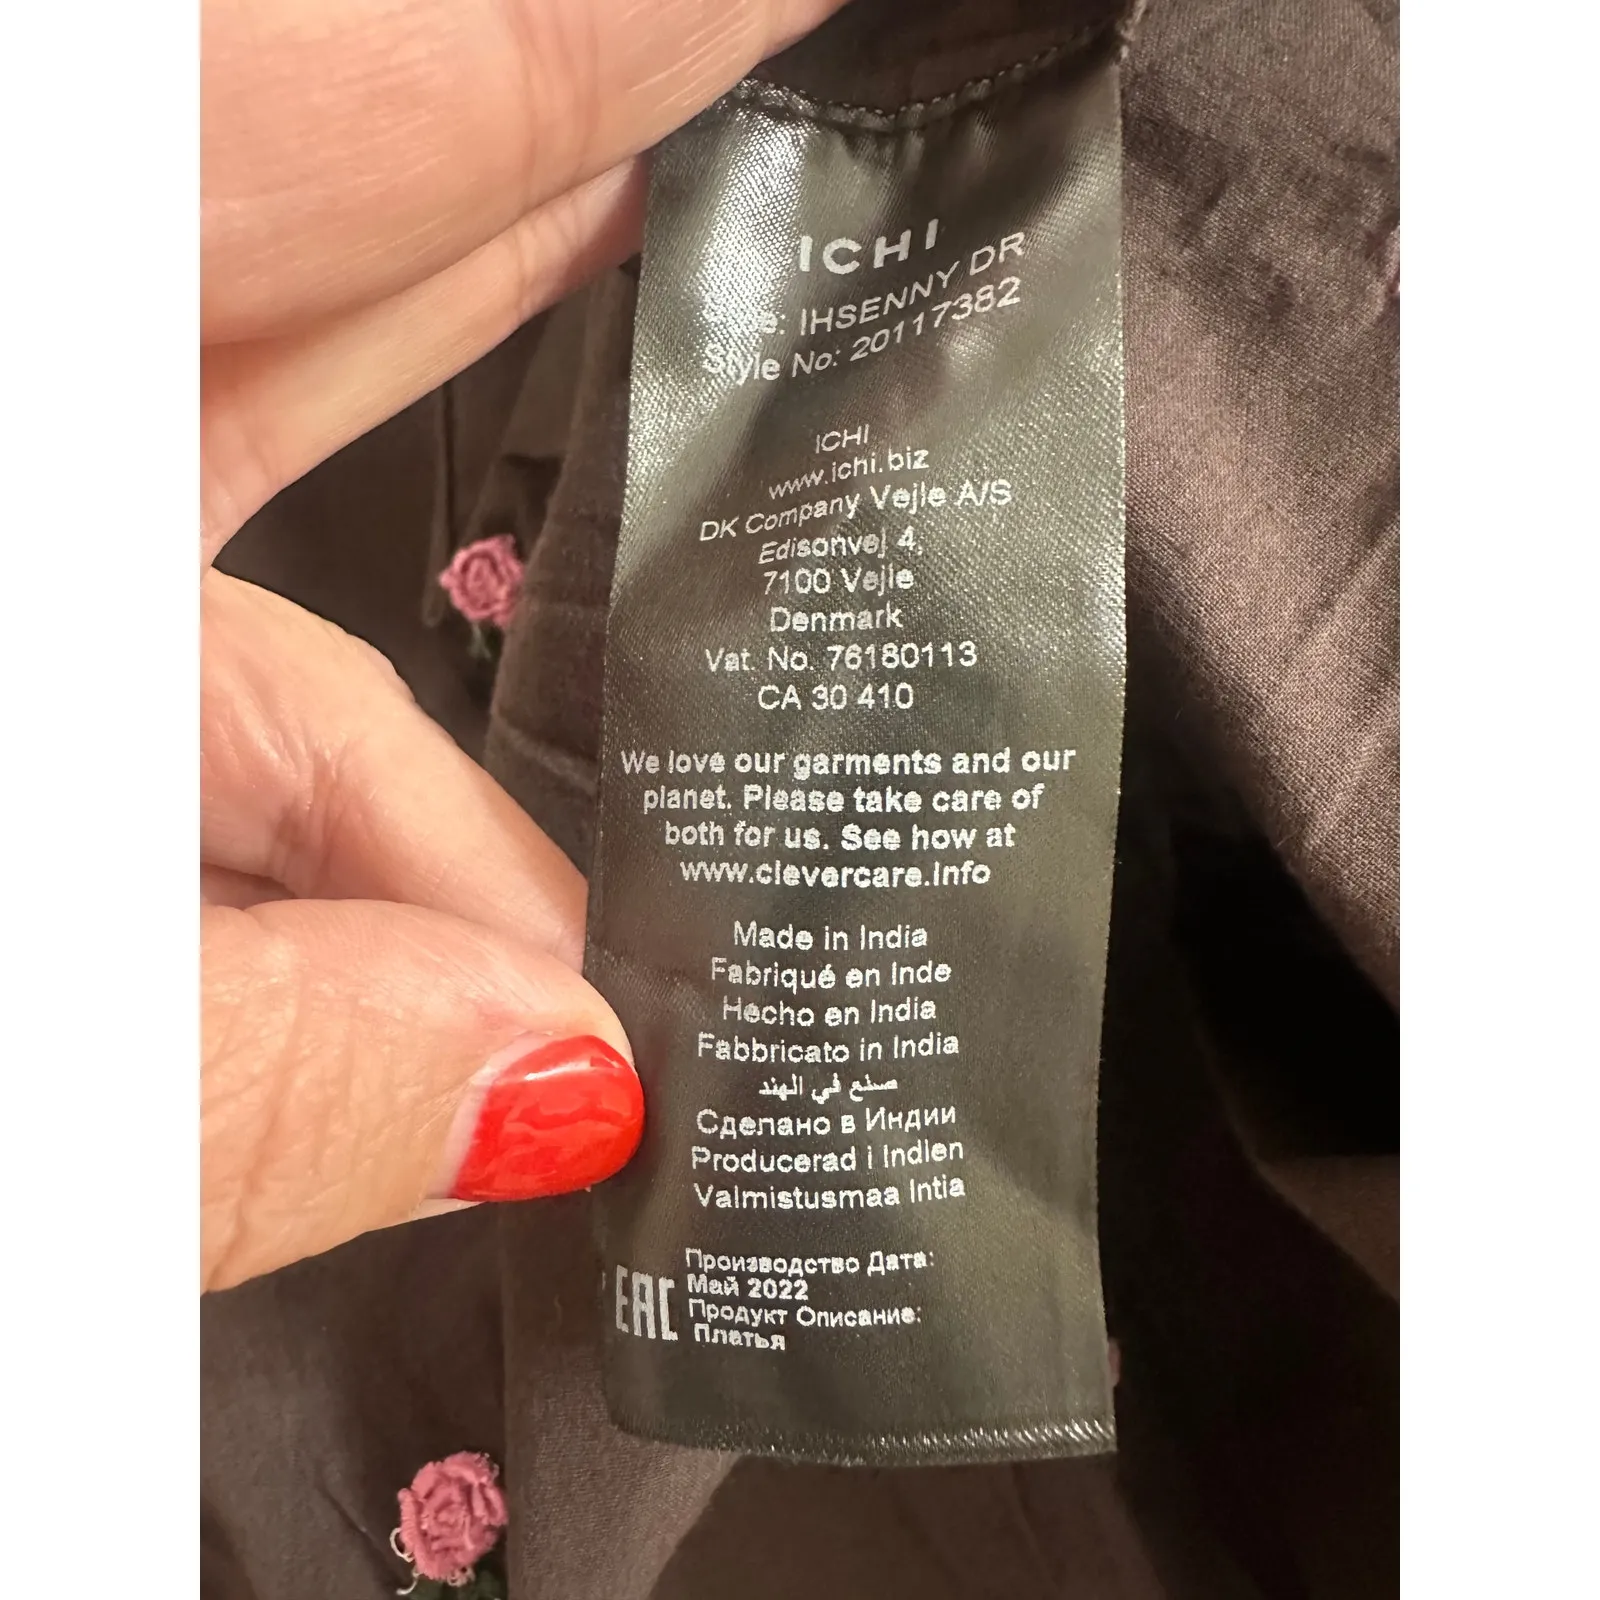 ICHI
IHSENNY DR
Style No: 20117382
ICHI
www.ichi.biz
DK Company Vejle A/S
Edisonvej 4,
7100 Vejle
Denmark
Vat. No. 76180113
CA 30 410
We love our garments and our
planet. Please take care of
both for us. See how at
www.clevercare.info
Made in India
Fabriqué en Inde
Hecho en India
Fabbricato in India
صنع في الهند
Сделано в Индии
Producerad i Indien
Valmistusmaa Intia
EAC
Производство Дата:
Май 2022
Продукт Описание:
Платья